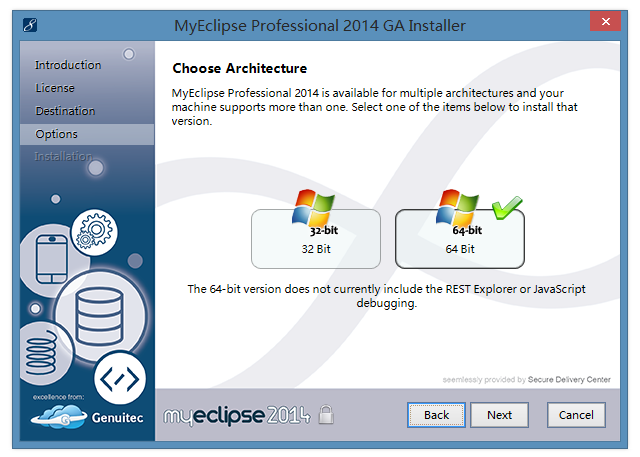 MyEclipse Professional 2014 GA Installer
Introduction
License
Destination
Options
Installation
Choose Architecture
MyEclipse Professional 2014 is available for multiple architectures and your
machine supports more than one. Select one of the items below to install that
version.
32-bit
32 Bit
64-bit
64 Bit
The 64-bit version does not currently include the REST Explorer or JavaScript
debugging.
seamlessly provided by Secure Delivery Center
excellence from:
Genuitec
myeclipse2014
Back
Next
Cancel